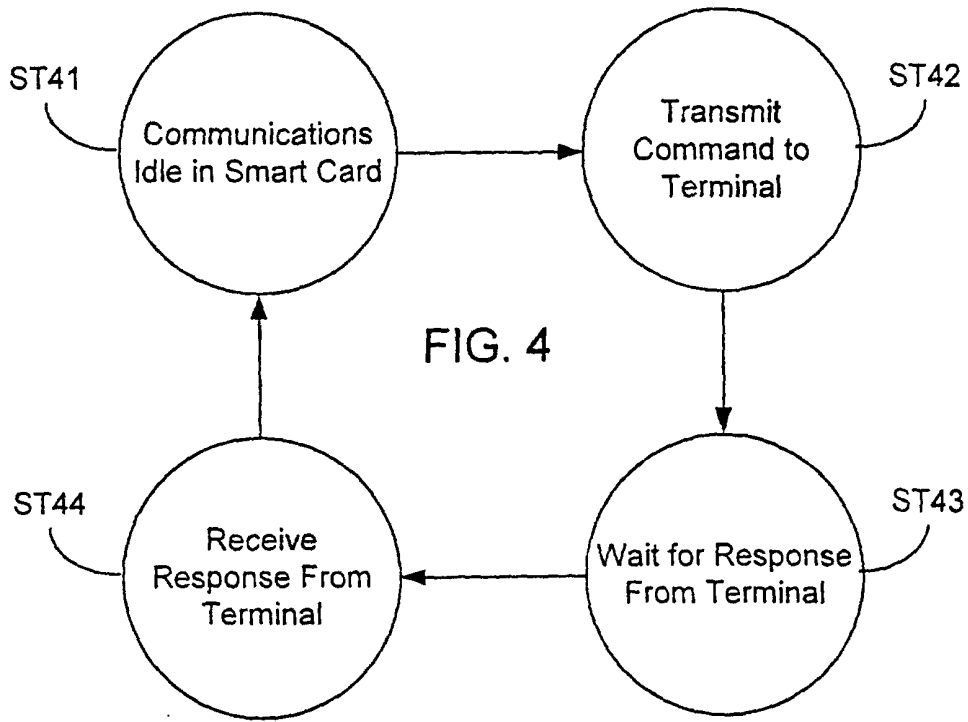 ST41
Communications
Idle in Smart Card
ST42
Transmit
Command to
Terminal
FIG. 4
ST44
Receive
Response From
Terminal
ST43
Wait for Response
From Terminal